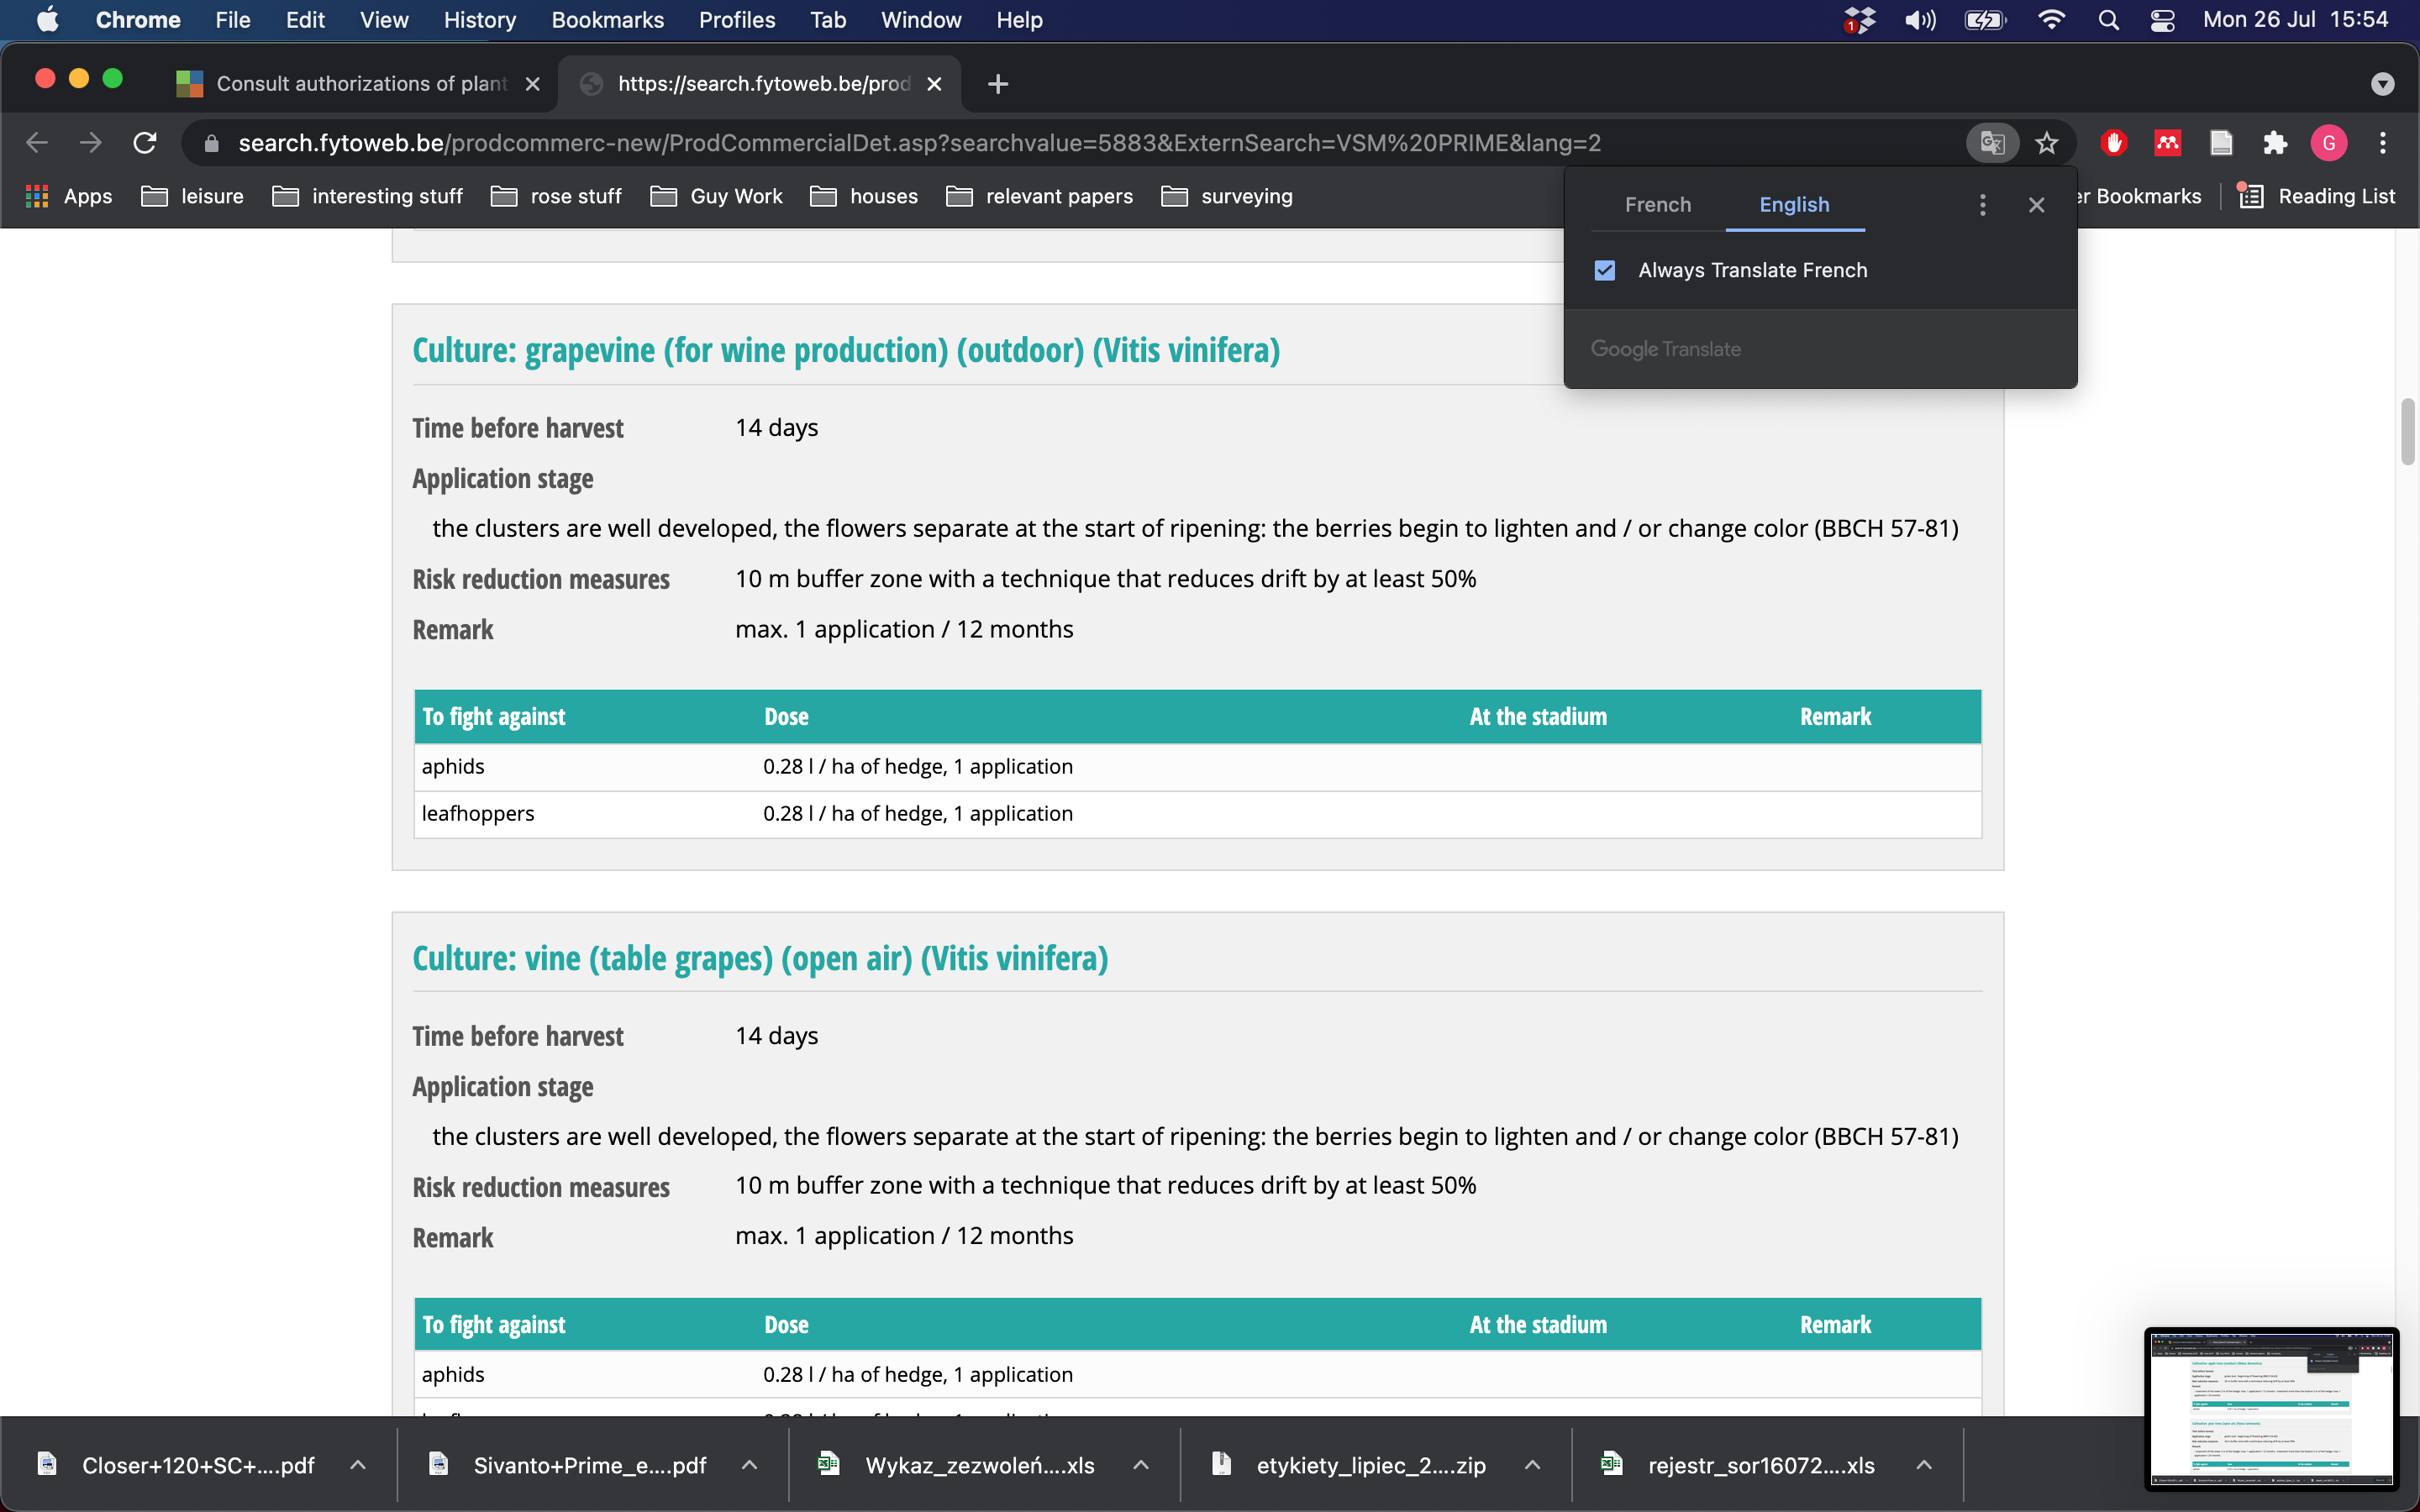 Chrome File Edit View History Bookmarks Profiles Tab Window Help 1 Mon 26 Jul 15:54
Consult authorizations of plant https://search.fytoweb.be/prod
search.fytoweb.be/prodcommerc-new/ProdCommercialDet.asp?searchvalue=5883&ExternSearch=VSM%20PRIME&lang=2 G
Apps leisure interesting stuff rose stuff Guy Work houses relevant papers surveying er Bookmarks Reading List
French English
Always Translate French
Google Translate
Culture: grapevine (for wine production) (outdoor) (Vitis vinifera)
Time before harvest 14 days
Application stage
the clusters are well developed, the flowers separate at the start of ripening: the berries begin to lighten and / or change color (BBCH 57-81)
Risk reduction measures 10 m buffer zone with a technique that reduces drift by at least 50%
Remark max. 1 application / 12 months
To fight against Dose At the stadium Remark
aphids 0.28 l / ha of hedge, 1 application
leafhoppers 0.28 l / ha of hedge, 1 application
Culture: vine (table grapes) (open air) (Vitis vinifera)
Time before harvest 14 days
Application stage
the clusters are well developed, the flowers separate at the start of ripening: the berries begin to lighten and / or change color (BBCH 57-81)
Risk reduction measures 10 m buffer zone with a technique that reduces drift by at least 50%
Remark max. 1 application / 12 months
To fight against Dose At the stadium Remark
aphids 0.28 l / ha of hedge, 1 application
Closer+120+SC+....pdf Sivanto+Prime_e....pdf Wykaz_zezwoleń....xls etykiety_lipiec_2....zip rejestr_sor16072....xls